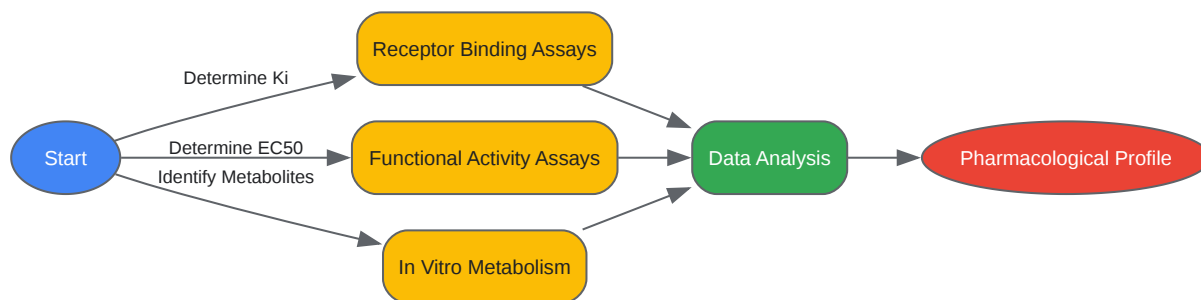 Receptor Binding Assays
Determine Ki
Start
Determine EC50
Functional Activity Assays
Data Analysis
Pharmacological Profile
Identify Metabolites
In Vitro Metabolism